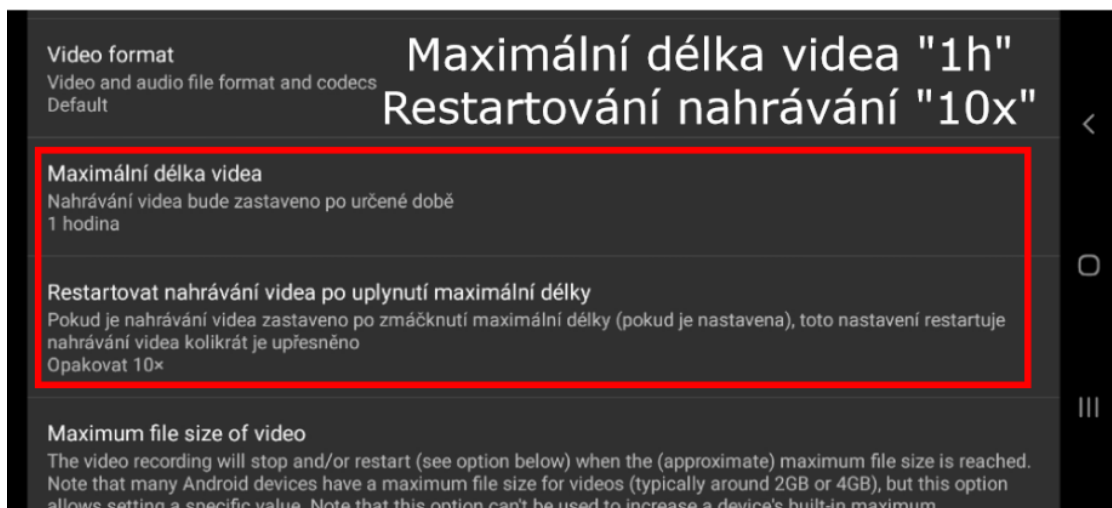 Video format
Video and audio file format and codecs
Default
Maximální délka videa "1h"
Restartování nahrávání "10x"
Maximální délka videa
Nahrávání videa bude zastaveno po určené době
1 hodina
Restartovat nahrávání videa po uplynutí maximální délky
Pokud je nahrávání videa zastaveno po zmáčknutí maximální délky (pokud je nastavena), toto nastavení restartuje
nahrávání videa kolikrát je upřesněno
Opakovat 10×
Maximum file size of video
The video recording will stop and/or restart (see option below) when the (approximate) maximum file size is reached.
Note that many Android devices have a maximum file size for videos (typically around 2GB or 4GB), but this option
allows setting a specific value. Note that this option can't be used to increase a device's built-in maximum